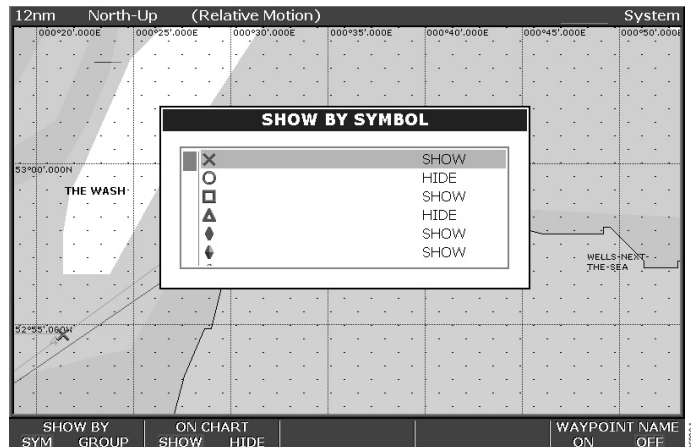 12nm North-Up (Relative Motion) System
000°20'.000E 000°25'.000E 000°30'.000E 000°35'.000E 000°40'.000E 000°45'.000E 000°50'.000E
SHOW BY SYMBOL
SHOW
HIDE
SHOW
HIDE
SHOW
SHOW
53°00'.000N
THE WASH
WELLS-NEXT-
THE-SEA
52°55'.000N
SHOW BY ON CHART WAYPOINT NAME
SYM GROUP SHOW HIDE ON OFF